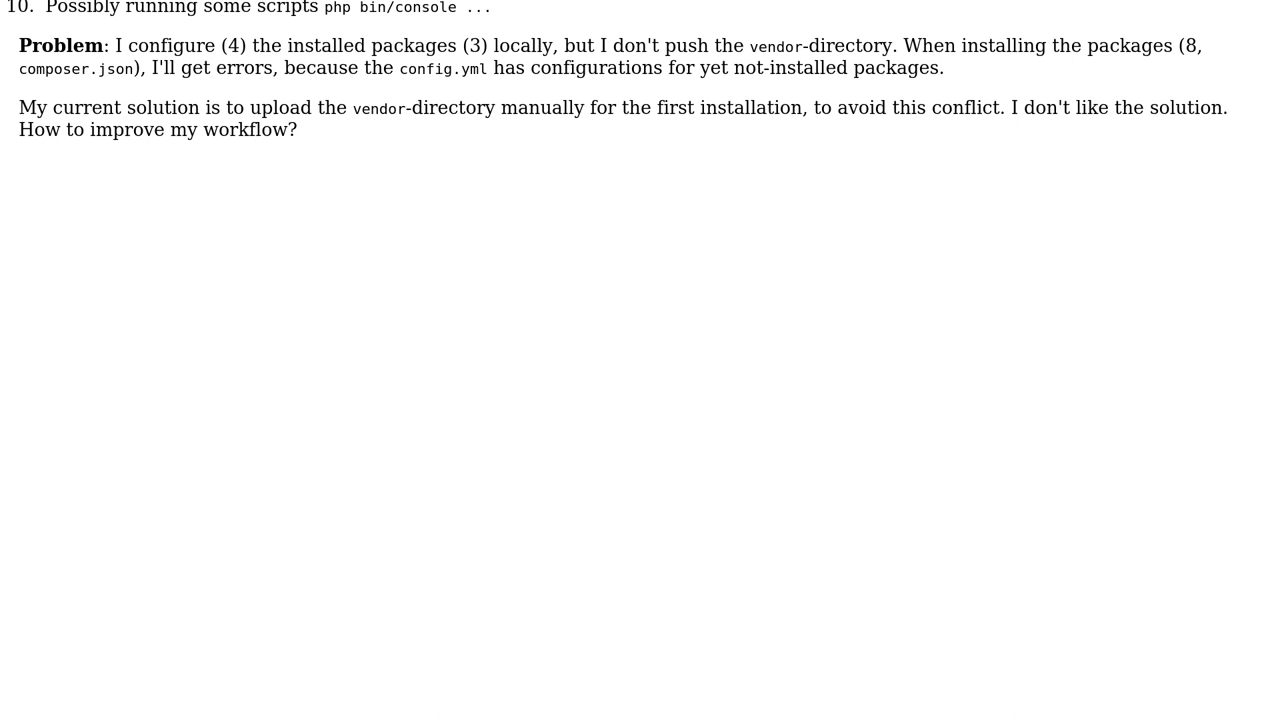 10. Possibly running some scripts php bin/console ...
Problem: I configure (4) the installed packages (3) locally, but I don't push the vendor-directory. When installing the packages (8,
composer.json), I'll get errors, because the config.yml has configurations for yet not-installed packages.
My current solution is to upload the vendor-directory manually for the first installation, to avoid this conflict. I don't like the solution.
How to improve my workflow?